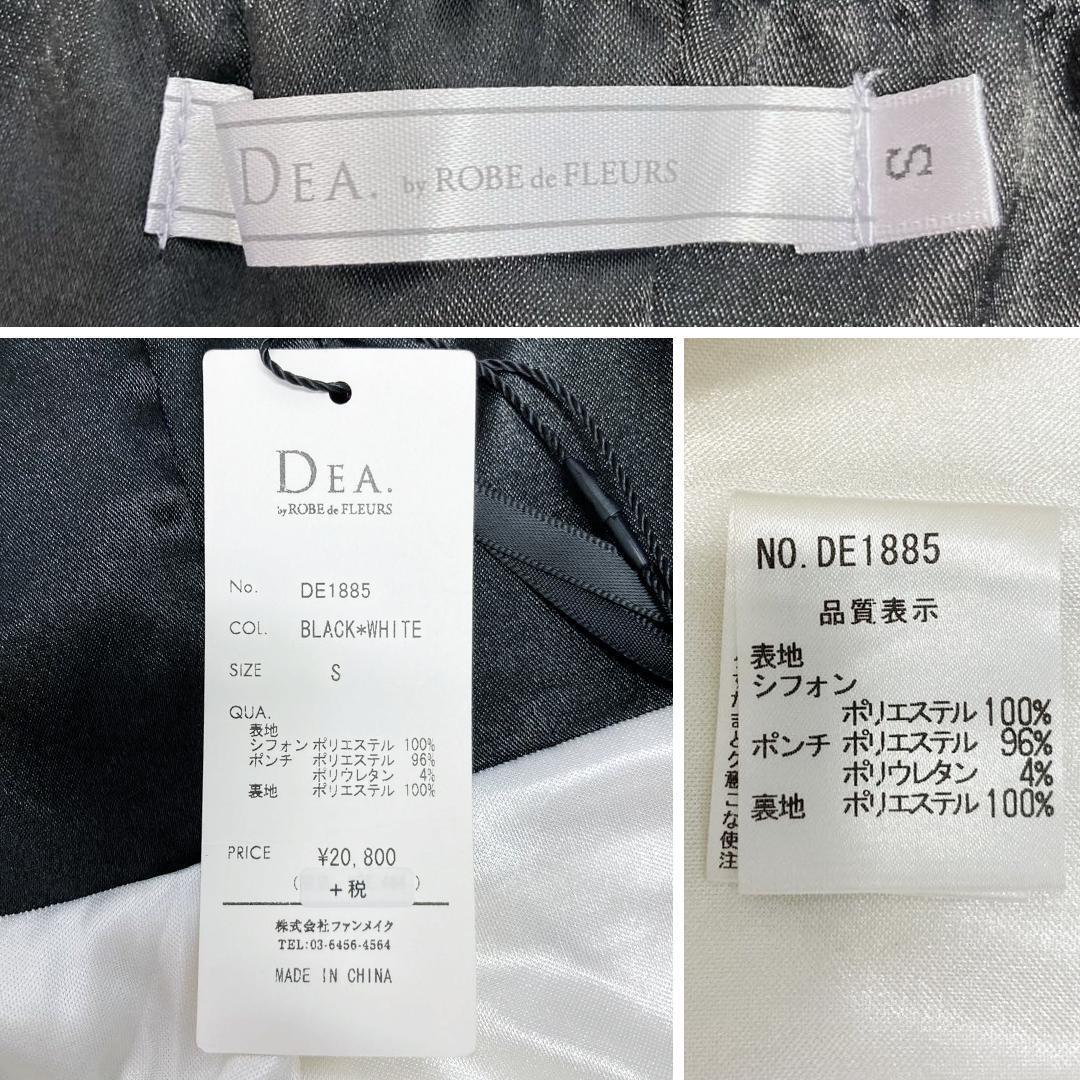 DEA. by ROBE de FLEURS
S
DEA.
by ROBE de FLEURS
No. DE1885
COL. BLACK*WHITE
SIZE S
QUA.
表地
シフォン ポリエステル 100%
ポンチ ポリエステル 96%
ポリウレタン 4%
裏地 ポリエステル 100%
PRICE ¥20,800
( +税 )
株式会社ファンメイク
TEL:03-6456-4564
MADE IN CHINA
NO.DE1885
品質表示
表地
シフォン
ポリエステル 100%
ポンチ ポリエステル 96%
ポリウレタン 4%
裏地 ポリエステル 100%